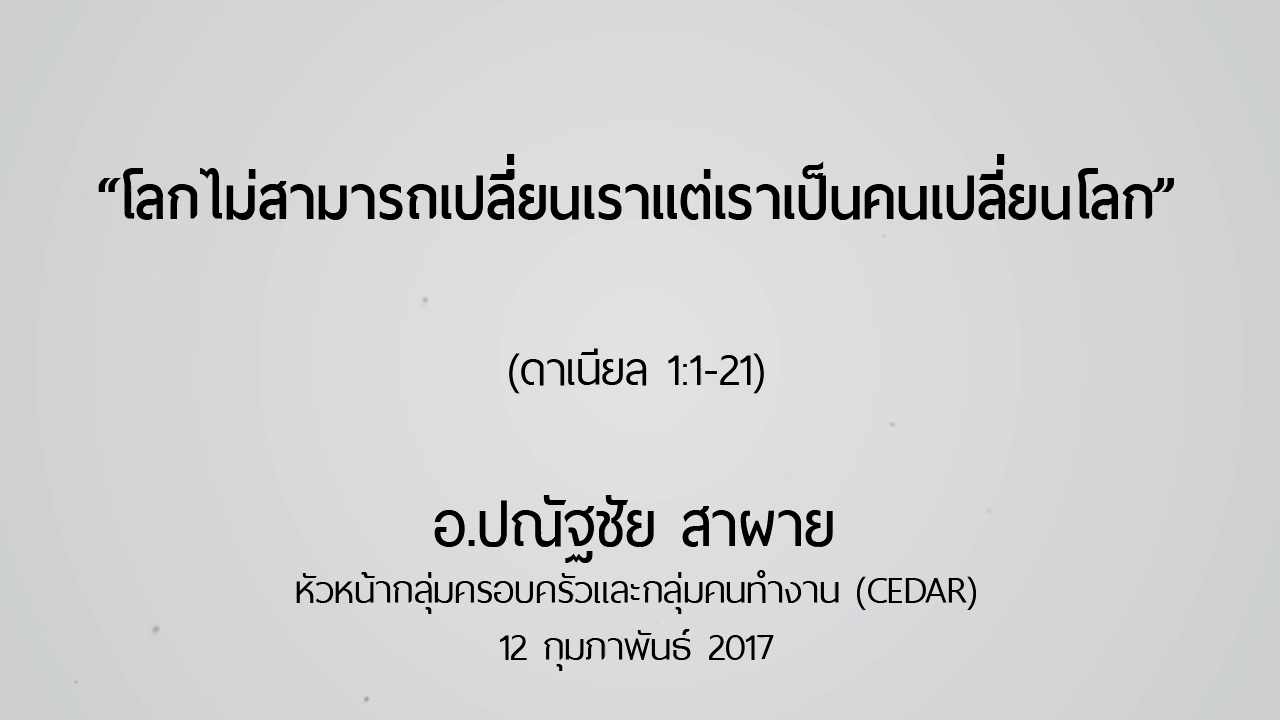 “โลกไม่สามารถเปลี่ยนเราแต่เราเป็นคนเปลี่ยนโลก”
(ดาเนียล 1:1-21)
อ.ปณัฐชัย สาผาย
หัวหน้ากลุ่มครอบครัวและกลุ่มคนทำงาน (CEDAR)
12 กุมภาพันธ์ 2017